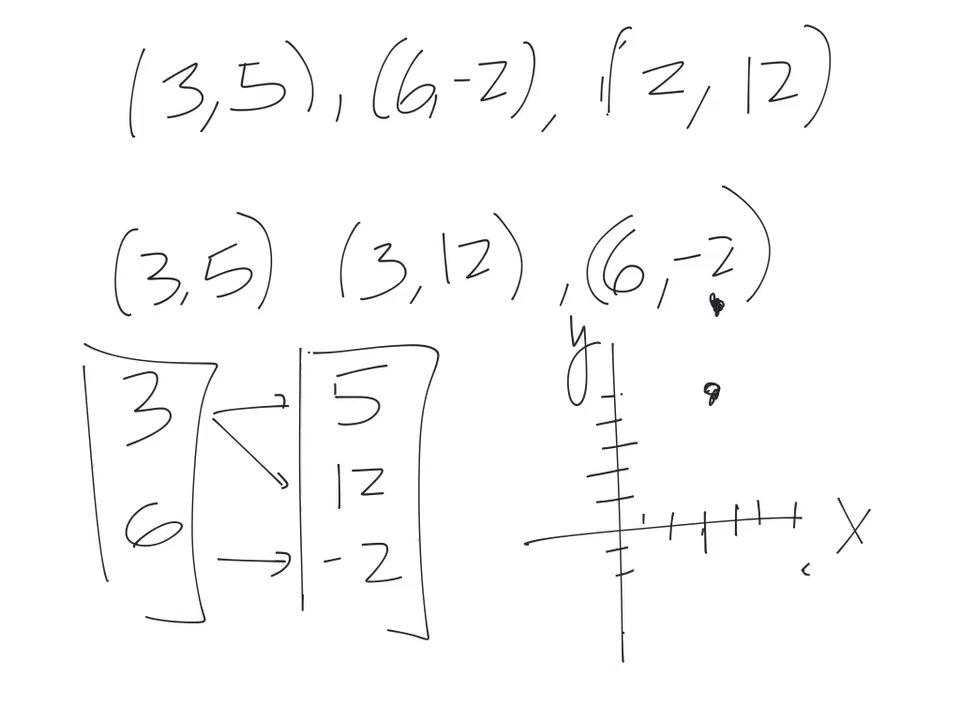 (3,5), (6,-2), (2,12)
(3,5) (3,12), (6,-2)
3 5
12
6 -2
y
x